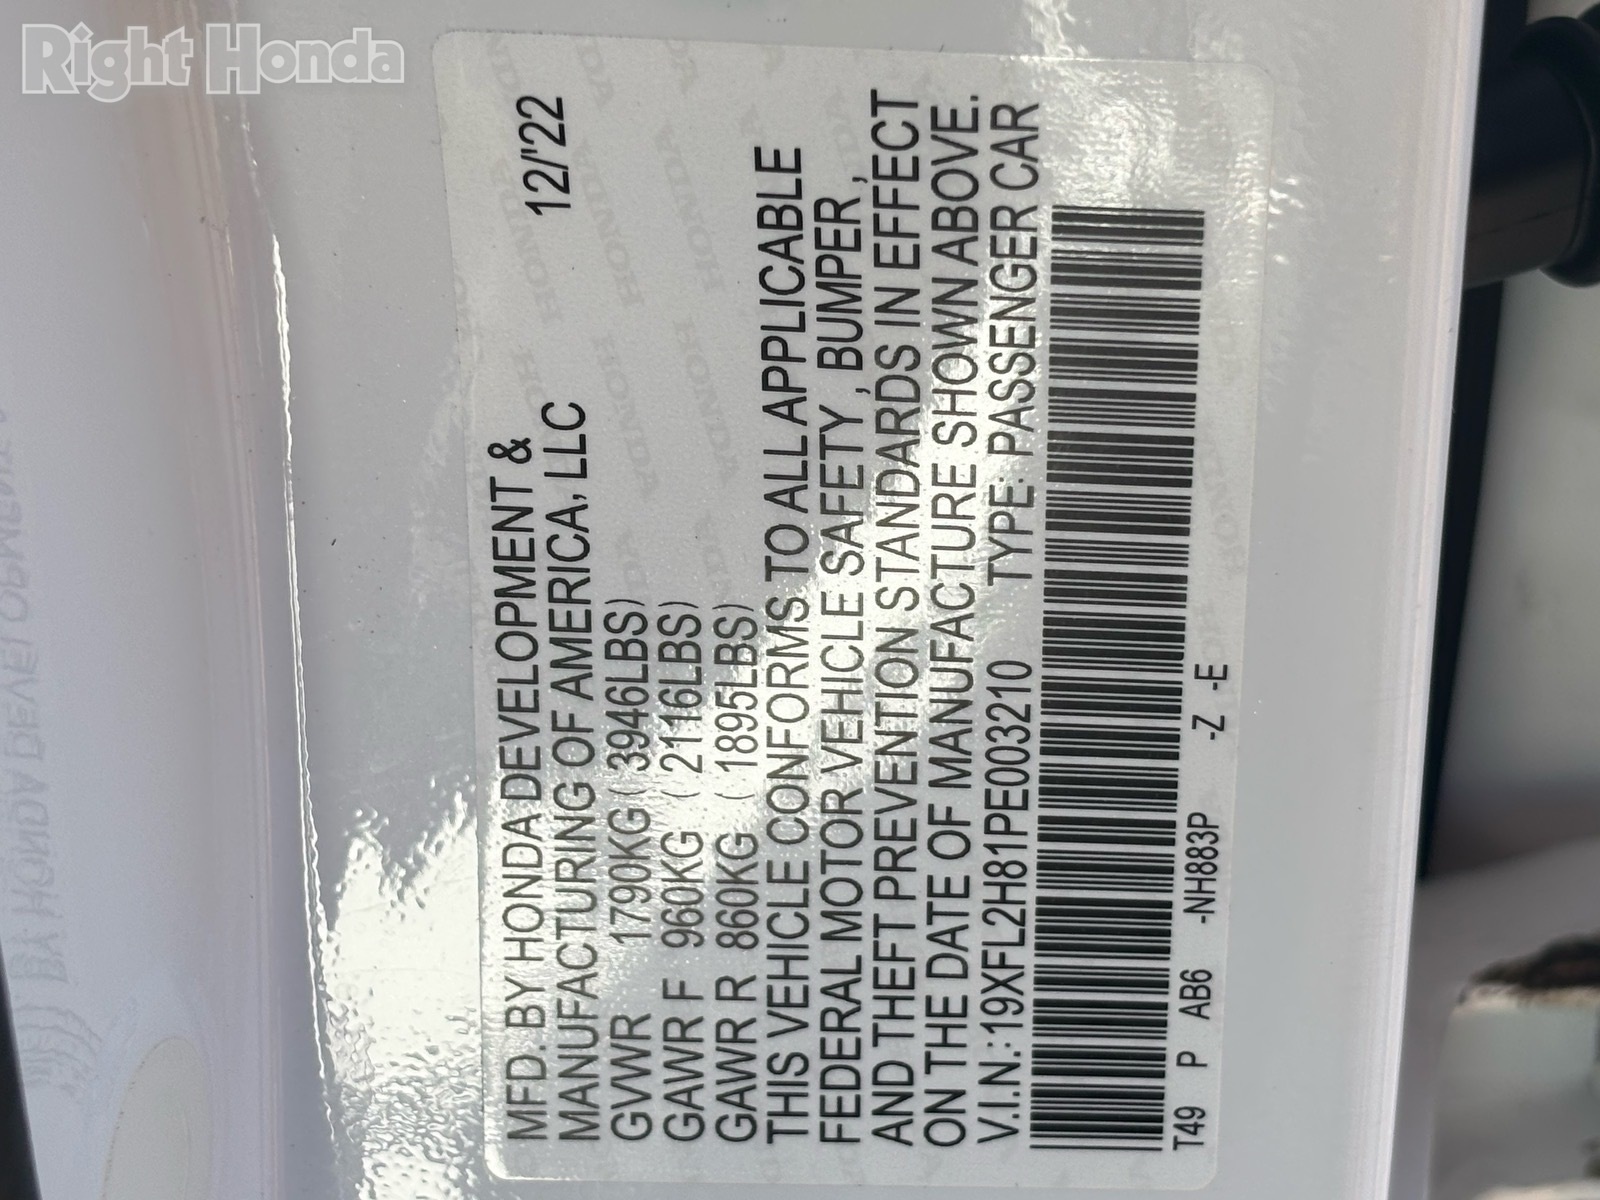 Right Honda
MFD. BY HONDA DEVELOPMENT &
MANUFACTURING OF AMERICA, LLC 12/'22
GVWR 1790KG ( 3946LBS)
GAWR F 960KG ( 2116LBS)
GAWR R 860KG ( 1895LBS)
THIS VEHICLE CONFORMS TO ALL APPLICABLE
FEDERAL MOTOR VEHICLE SAFETY , BUMPER ,
AND THEFT PREVENTION STANDARDS IN EFFECT
ON THE DATE OF MANUFACTURE SHOWN ABOVE.
V.I.N.:19XFL2H81PE003210 TYPE: PASSENGER CAR
T49 P AB6 -NH883P -Z -E